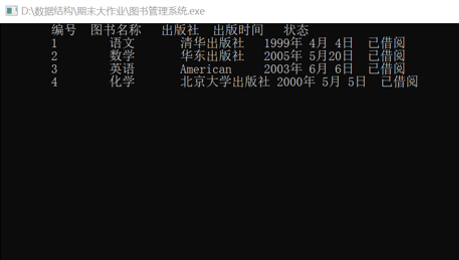 D:\数据结构\期末大作业\图书管理系统.exe
编号 图书名称 出版社 出版时间 状态
1 语文 清华出版社 1999年 4月 4日 已借阅
2 数学 华东出版社 2005年 5月20日 已借阅
3 英语 American 2003年 6月 6日 已借阅
4 化学 北京大学出版社 2000年 5月 5日 已借阅